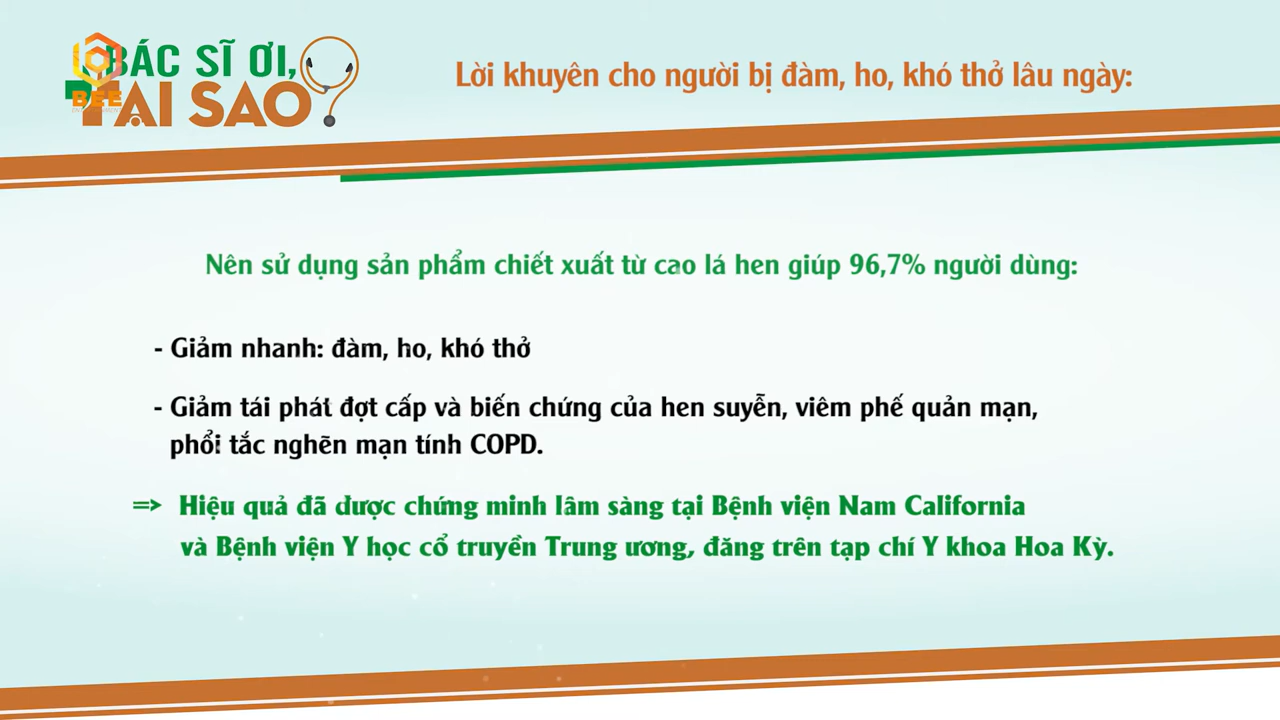 BÁC SĨ ƠI,
TẠI SAO?
BEE
Lời khuyên cho người bị đàm, ho, khó thở lâu ngày:
Nên sử dụng sản phẩm chiết xuất từ cao lá hen giúp 96,7% người dùng:
- Giảm nhanh: đàm, ho, khó thở
- Giảm tái phát đợt cấp và biến chứng của hen suyễn, viêm phế quản mạn,
phổi tắc nghẽn mạn tính COPD.
=> Hiệu quả đã được chứng minh lâm sàng tại Bệnh viện Nam California
và Bệnh viện Y học cổ truyền Trung ương, đăng trên tạp chí Y khoa Hoa Kỳ.